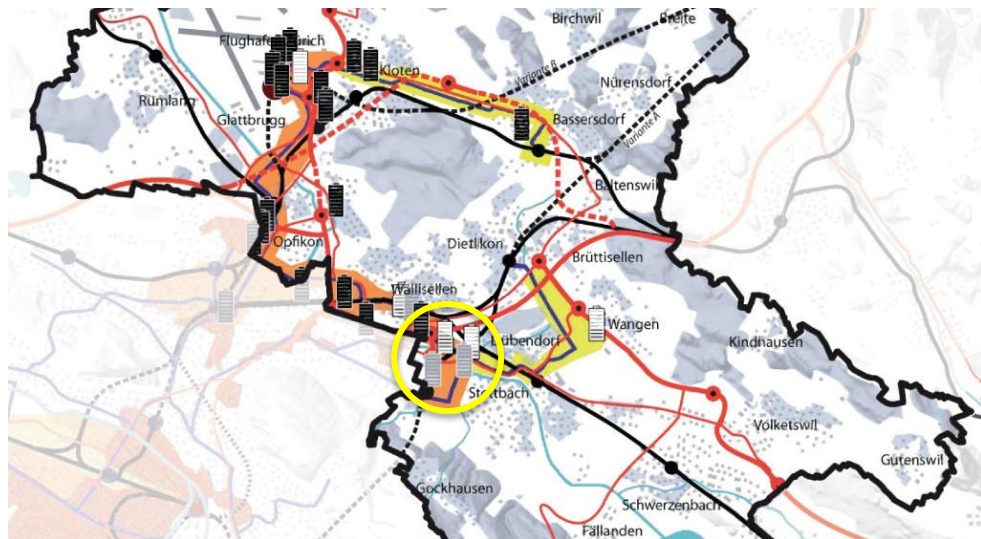 Birchwil
Breite
Flughafen Zürich
Kloten
Variante B
Nürensdorf
Rümlang
Glattbrugg
Bassersdorf
Variante A
Baltenswil
Opfikon
Dietlikon
Brüttisellen
Wallisellen
Wangen
Dübendorf
Kindhausen
Stettbach
Volketswil
Gutenswil
Gockhausen
Schwerzenbach
Fällanden